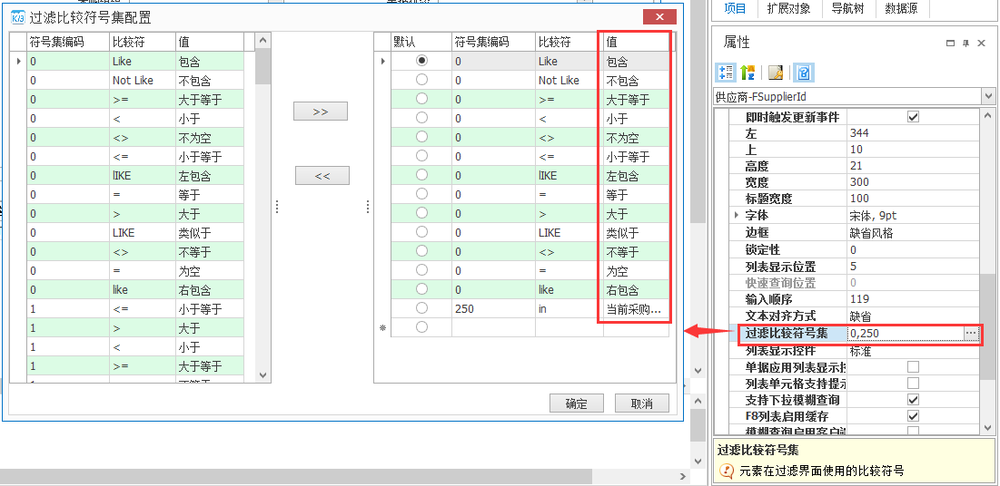 项目 扩展对象 导航树 数据源
K/3 过滤比较符号集配置
符号集编码 比较符 值
0 Like 包含
0 Not Like 不包含
0 >= 大于等于
0 < 小于
0 <> 不为空
0 <= 小于等于
0 lIKE 左包含
0 = 等于
0 > 大于
0 LIKE 类似于
0 <> 不等于
0 = 为空
0 like 右包含
1 <= 小于等于
1 > 大于
1 < 小于
1 >= 大于等于
>>
<<
默认 符号集编码 比较符 值
0 Like 包含
0 Not Like 不包含
0 >= 大于等于
0 < 小于
0 <> 不为空
0 <= 小于等于
0 lIKE 左包含
0 = 等于
0 > 大于
0 LIKE 类似于
0 <> 不等于
0 = 为空
0 like 右包含
250 in 当前采购...
确定 取消
属性
供应商-FSupplierId
即时触发更新事件
左 344
上 10
高度 21
宽度 300
标题宽度 100
字体 宋体, 9pt
边框 缺省风格
锁定性 0
列表显示位置 5
快速查询位置 0
输入顺序 119
文本对齐方式 缺省
过滤比较符号集 0,250 ...
列表显示控件 标准
单据应用列表显示
列表单元格支持提示
支持下拉模糊查询
F8列表启用缓存
模糊查询启用客户
过滤比较符号集
元素在过滤界面使用的比较符号